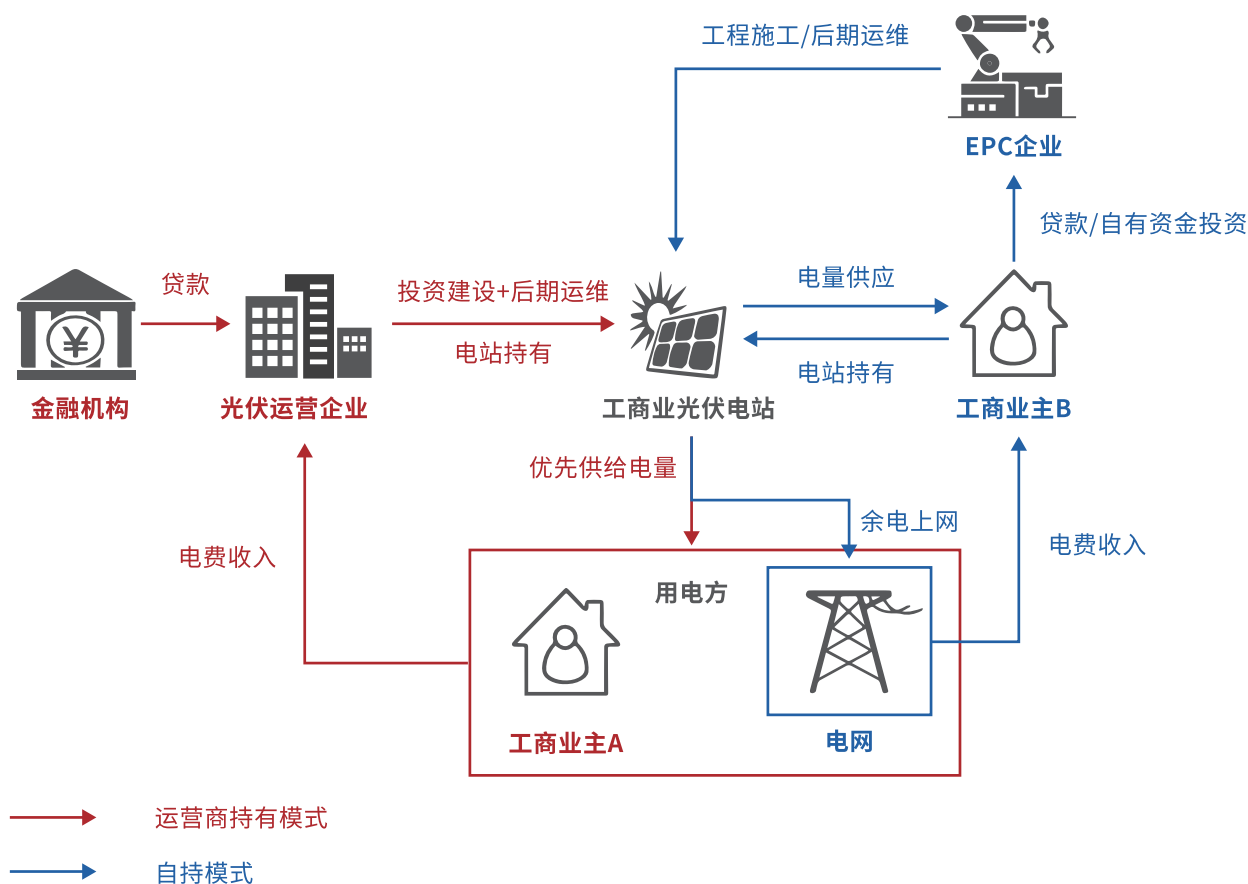 工程施工/后期运维
EPC企业
贷款/自有资金投资
贷款
投资建设+后期运维
电站持有
电量供应
电站持有
¥
金融机构
光伏运营企业
工商业光伏电站
工商业主B
优先供给电量
余电上网
电费收入
电费收入
用电方
工商业主A
电网
运营商持有模式
自持模式